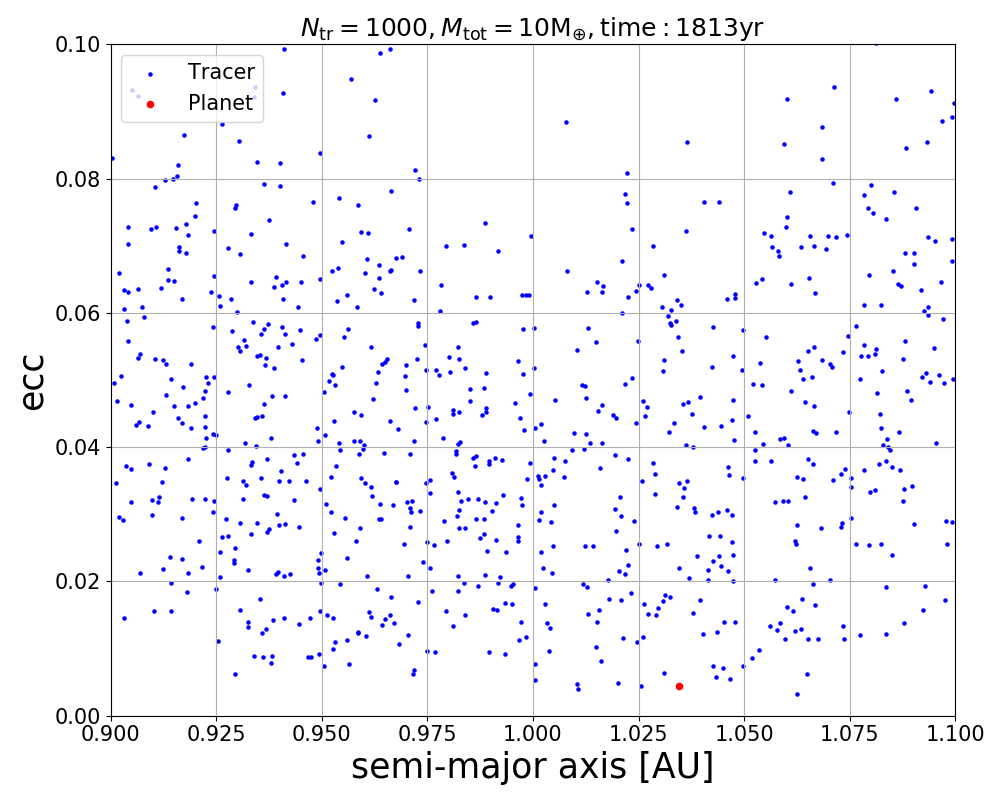 N_tr = 1000, M_tot = 10M_⊕, time : 1813yr
Tracer
Planet
0.10
0.08
0.06
0.04
0.02
0.00
ecc
0.900 0.925 0.950 0.975 1.000 1.025 1.050 1.075 1.100
semi-major axis [AU]